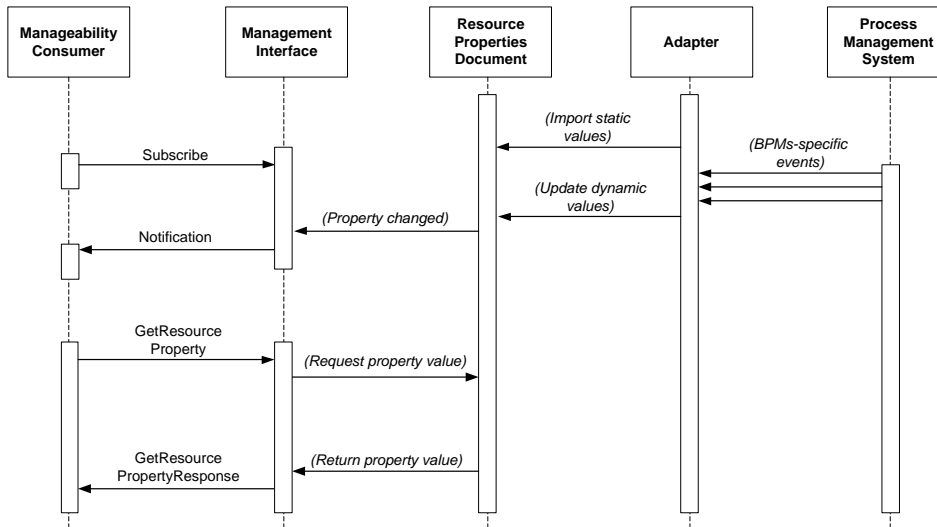 Manageability
Consumer
Management
Interface
Resource
Properties
Document
Adapter
Process
Management
System
(Import static
values)
(BPMs-specific
events)
Subscribe
(Update dynamic
values)
(Property changed)
Notification
GetResource
Property
(Request property value)
(Return property value)
GetResource
PropertyResponse